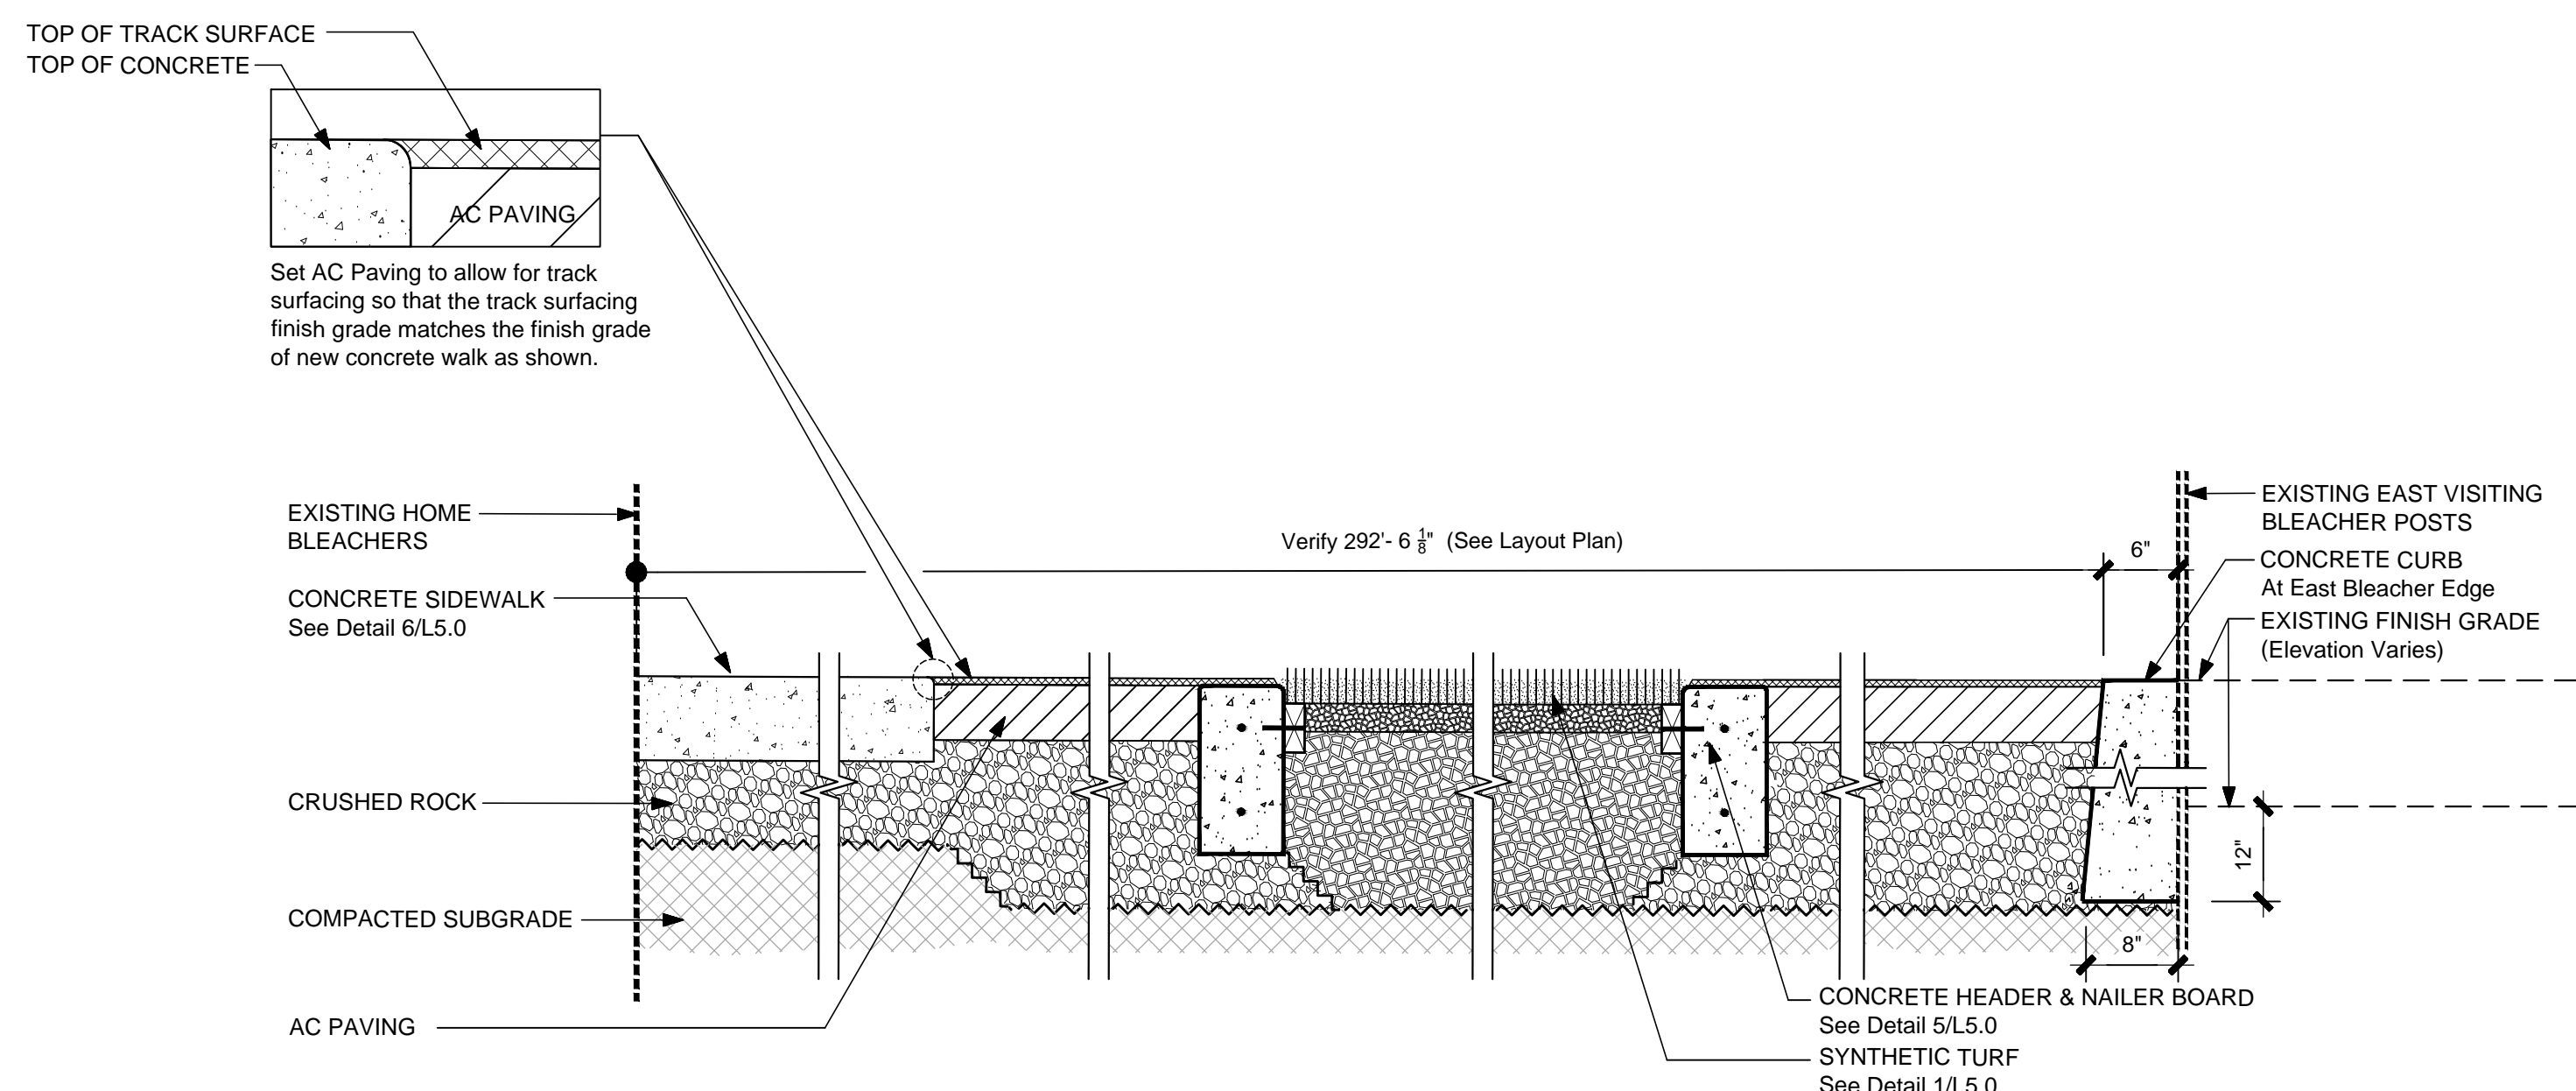 TOP OF TRACK SURFACE
TOP OF CONCRETE
AC PAVING
Set AC Paving to allow for track
surfacing so that the track surfacing
finish grade matches the finish grade
of new concrete walk as shown.
EXISTING HOME
BLEACHERS
CONCRETE SIDEWALK
See Detail 6/L5.0
CRUSHED ROCK
COMPACTED SUBGRADE
AC PAVING
Verify 292'- 6 1/8" (See Layout Plan)
6"
EXISTING EAST VISITING
BLEACHER POSTS
CONCRETE CURB
At East Bleacher Edge
EXISTING FINISH GRADE
(Elevation Varies)
12"
8"
CONCRETE HEADER & NAILER BOARD
See Detail 5/L5.0
SYNTHETIC TURF
See Detail 1/L5.0